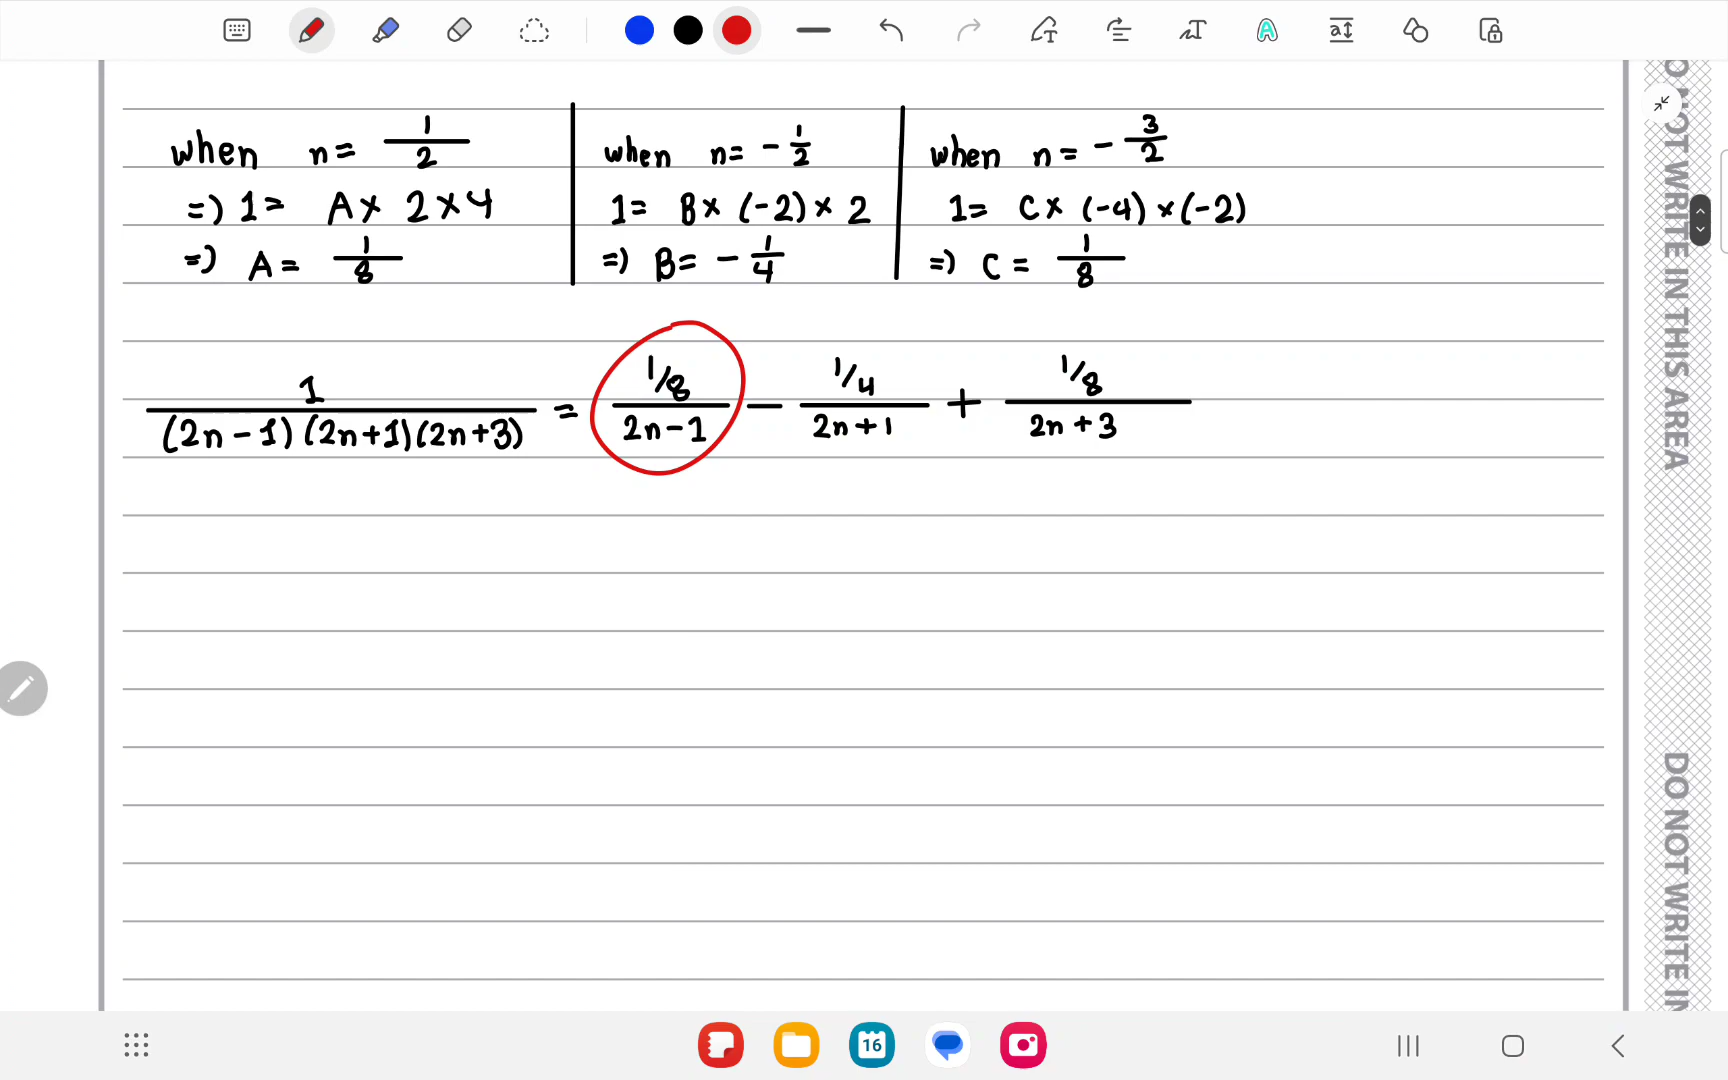 a1
A
when n= 1/2
=) 1= A× 2×4
=) A= 1/8
when n= - 1/2
1= B× (-2)× 2
=) B= - 1/4
when n= - 3/2
1= C× (-4)×(-2)
=) C = 1/8
1/((2n-1)(2n+1)(2n+3)) = (1/8)/(2n-1) - (1/4)/(2n+1) + (1/8)/(2n+3)
O NOT WRITE IN THIS AREA
DO NOT WRITE IN
16